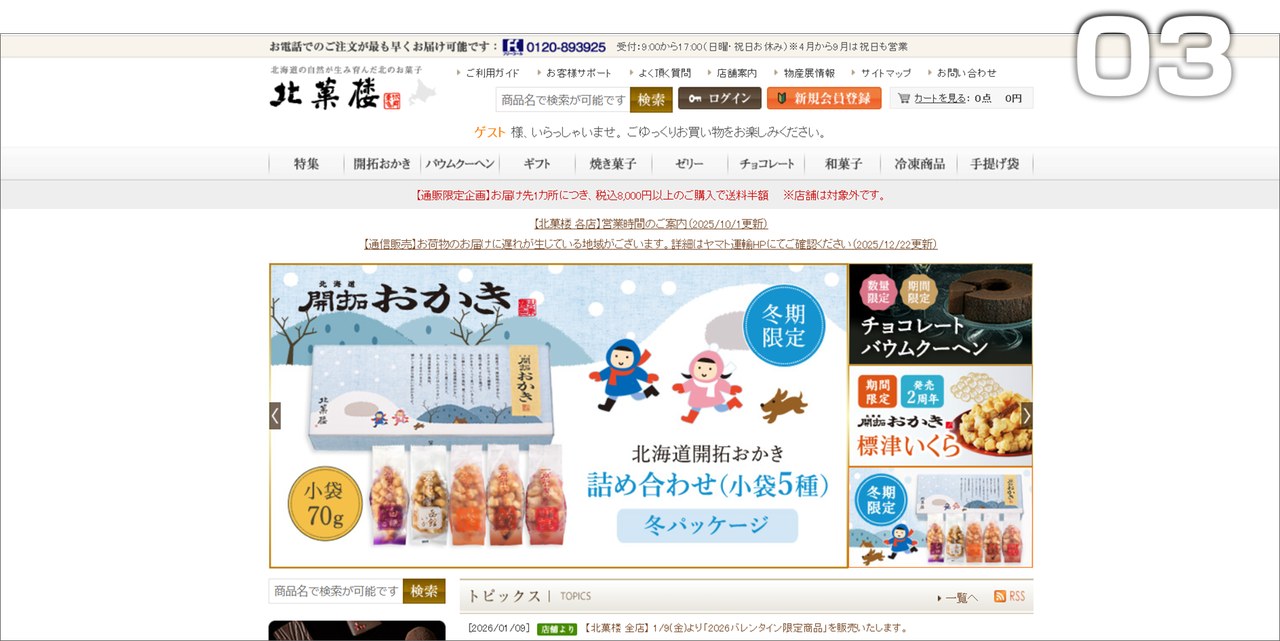 03
お電話でのご注文が最も早くお届け可能です： 0120-893925 受付：9:00から17:00（日曜・祝日お休み）※4月から9月は祝日も営業
北海道の自然が生み育んだ北のお菓子
北菓楼
ご利用ガイド お客様サポート よく頂く質問 店舗案内 物産展情報 サイトマップ お問い合わせ
商品名で検索が可能です 検索 ログイン 新規会員登録 カートを見る： 0点 0円
ゲスト 様、いらっしゃいませ。ごゆっくりお買い物をお楽しみください。
特集 開拓おかき バウムクーヘン ギフト 焼き菓子 ゼリー チョコレート 和菓子 冷凍商品 手提げ袋
【通販限定企画】お届け先1カ所につき、税込8,000円以上のご購入で送料半額 ※店舗は対象外です。
【北菓楼 各店】営業時間のご案内（2025/10/1更新）
【通信販売】お荷物のお届けに遅れが生じている地域がございます。詳細はヤマト運輸HPにてご確認ください（2025/12/22更新）
北海道
開拓おかき
冬期
限定
開拓おかき
北菓楼
小袋
70g
北海道開拓おかき
詰め合わせ（小袋5種）
冬パッケージ
数量
限定
期間
限定
チョコレート
バウムクーヘン
期間
限定
発売
2周年
開拓おかき
標津いくら
冬期
限定
商品名で検索が可能です 検索
トピックス｜ TOPICS 一覧へ RSS
[2026/01/09] 店舗より 【北菓楼 全店】 1/9(金)より「2026バレンタイン限定商品」を販売いたします。